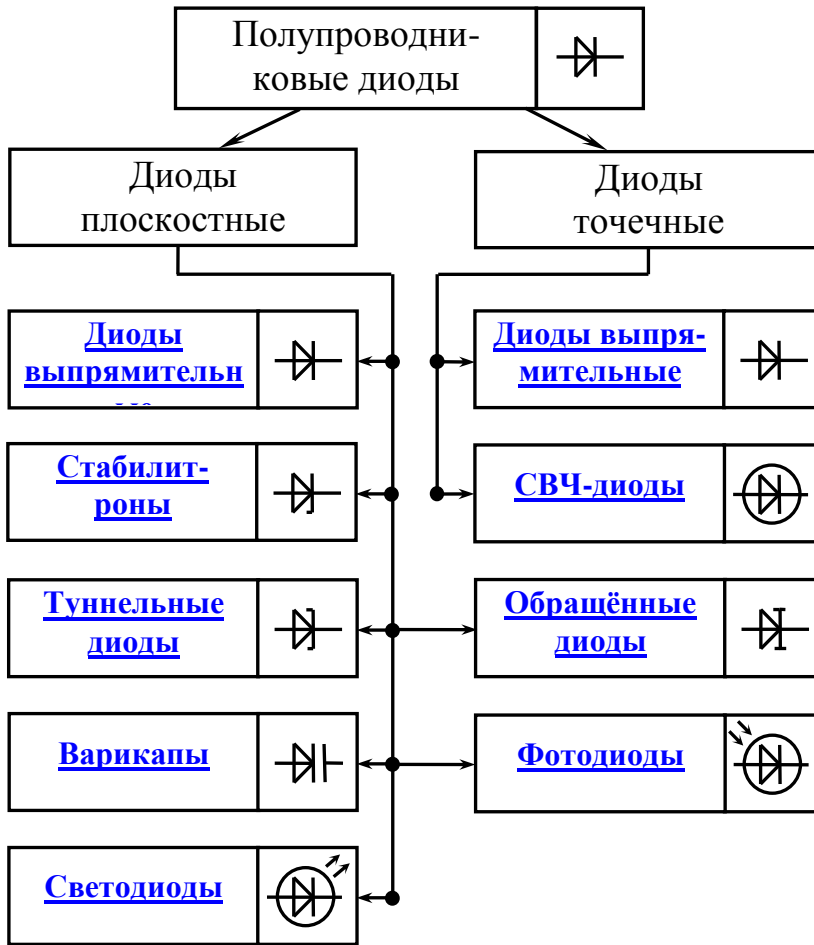 Полупроводни-
ковые диоды
Диоды
плоскостные
Диоды
точечные
Диоды
выпрямительн
Диоды выпря-
мительные
Стабилит-
роны
СВЧ-диоды
Туннельные
диоды
Обращённые
диоды
Варикапы
Фотодиоды
Светодиоды